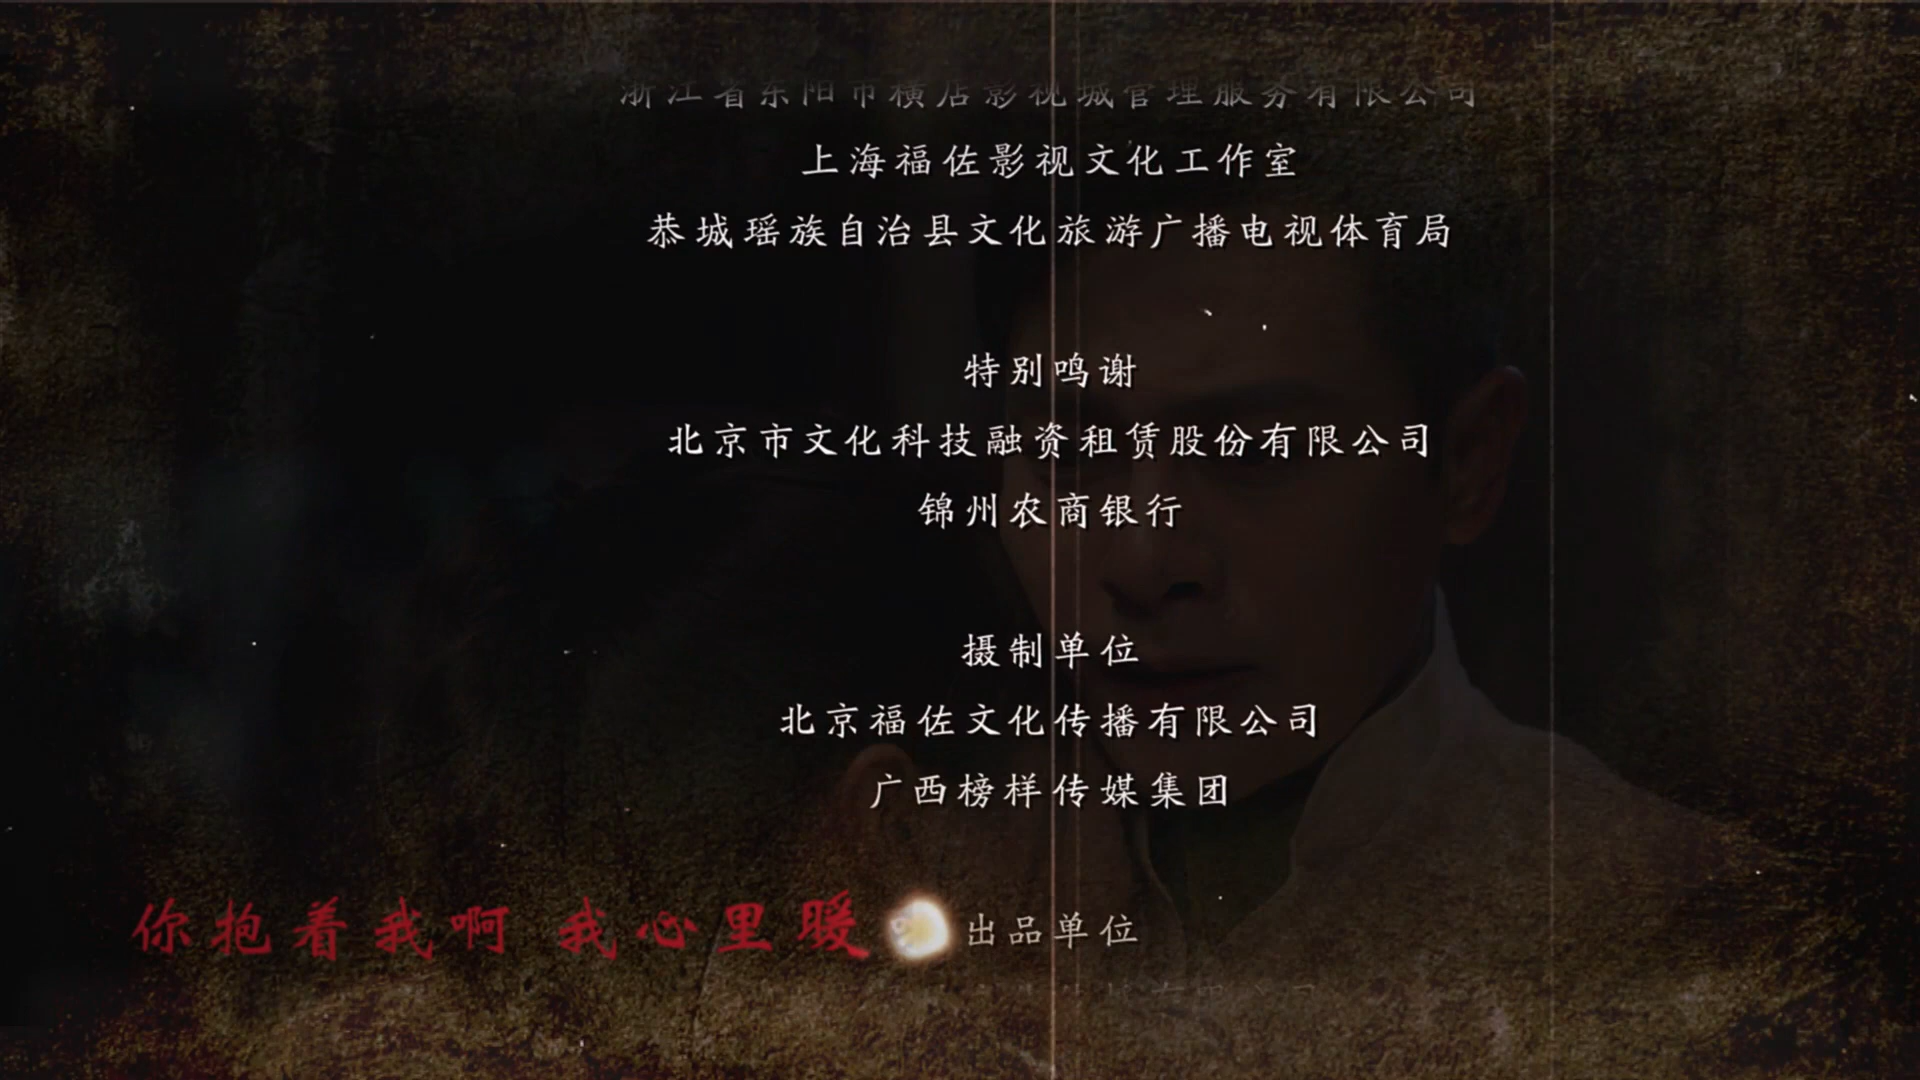 浙江省东阳市横店影视城管理服务有限公司
上海福佐影视文化工作室
恭城瑶族自治县文化旅游广播电视体育局
特别鸣谢
北京市文化科技融资租赁股份有限公司
锦州农商银行
摄制单位
北京福佐文化传播有限公司
广西榜样传媒集团
你抱着我啊 我心里暖
出品单位